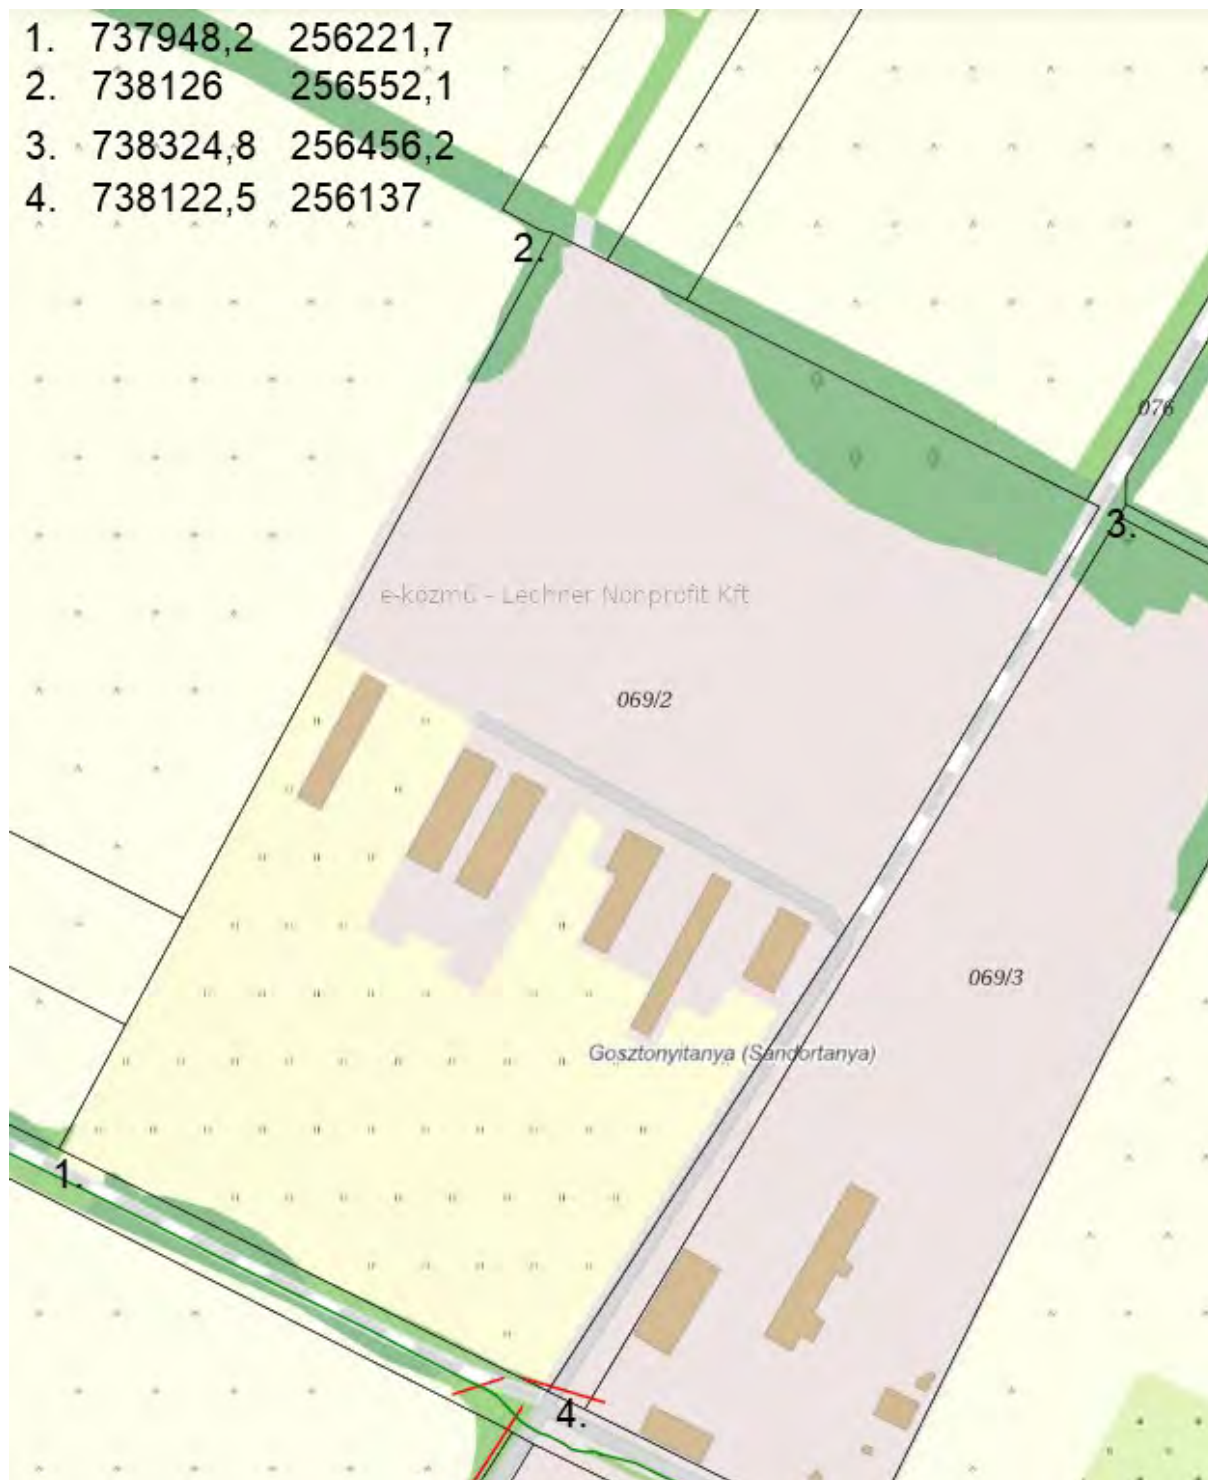 1. 737948,2 256221,7
2. 738126 256552,1
3. 738324,8 256456,2
4. 738122,5 256137
2.
076
3.
e-közmű - Lechner Nonprofit Kft
069/2
069/3
Gosztonyitanya (Sándortanya)
1.
4.